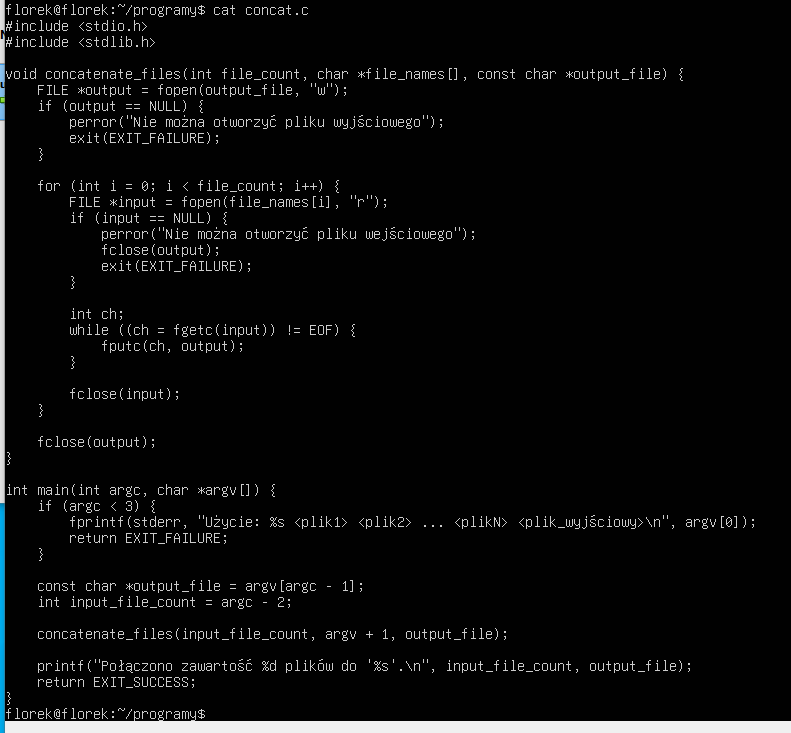 florek@florek:~/programy$ cat concat.c
#include <stdio.h>
#include <stdlib.h>

void concatenate_files(int file_count, char *file_names[], const char *output_file) {
    FILE *output = fopen(output_file, "w");
    if (output == NULL) {
        perror("Nie można otworzyć pliku wyjściowego");
        exit(EXIT_FAILURE);
    }

    for (int i = 0; i < file_count; i++) {
        FILE *input = fopen(file_names[i], "r");
        if (input == NULL) {
            perror("Nie można otworzyć pliku wejściowego");
            fclose(output);
            exit(EXIT_FAILURE);
        }

        int ch;
        while ((ch = fgetc(input)) != EOF) {
            fputc(ch, output);
        }

        fclose(input);
    }

    fclose(output);
}

int main(int argc, char *argv[]) {
    if (argc < 3) {
        fprintf(stderr, "Użycie: %s <plik1> <plik2> ... <plikN> <plik_wyjściowy>\n", argv[0]);
        return EXIT_FAILURE;
    }

    const char *output_file = argv[argc - 1];
    int input_file_count = argc - 2;

    concatenate_files(input_file_count, argv + 1, output_file);

    printf("Połączono zawartość %d plików do '%s'.\n", input_file_count, output_file);
    return EXIT_SUCCESS;
}
florek@florek:~/programy$